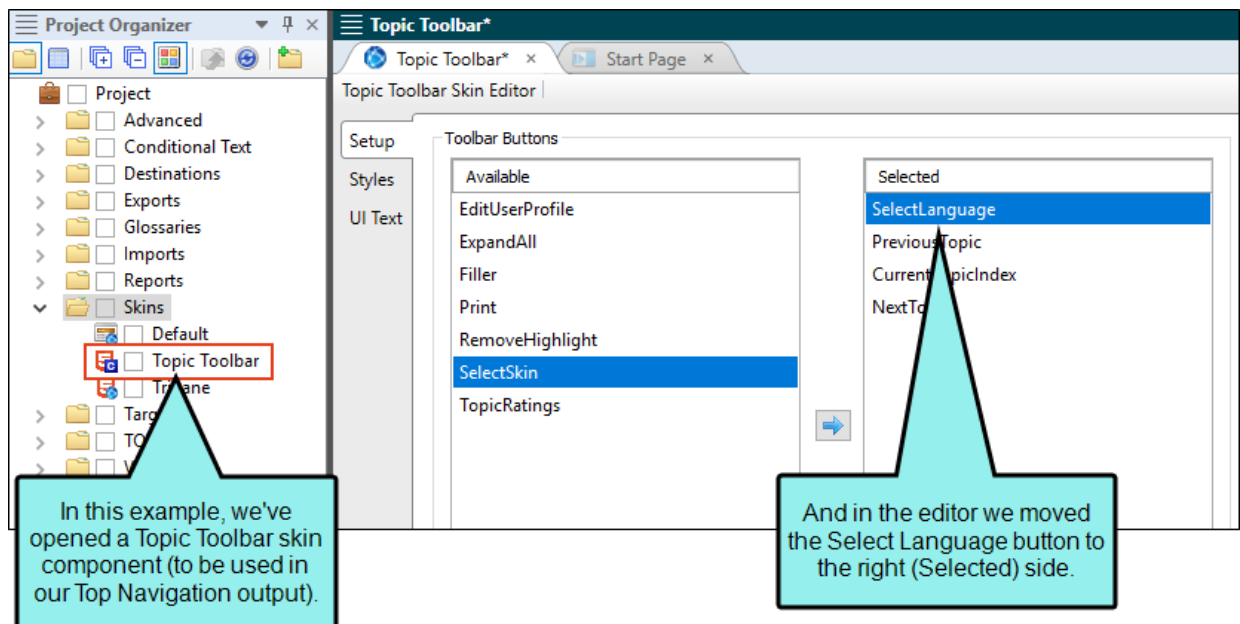 Project Organizer
Project
Advanced
Conditional Text
Destinations
Exports
Glossaries
Imports
Reports
Skins
Default
Topic Toolbar
In this example, we've
opened a Topic Toolbar skin
component (to be used in
our Top Navigation output).
Topic Toolbar*
Topic Toolbar* Start Page
Topic Toolbar Skin Editor
Setup
Styles
UI Text
Toolbar Buttons
Available
EditUserProfile
ExpandAll
Filler
Print
RemoveHighlight
SelectSkin
TopicRatings
Selected
SelectLanguage
PreviousTopic
And in the editor we moved
the Select Language button to
the right (Selected) side.